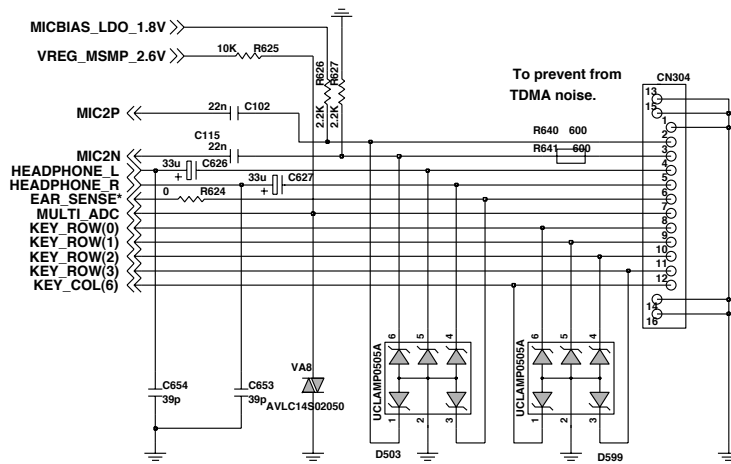 MICBIAS_LDO_1.8V
VREG_MSMP_2.6V
10K
R625
R626
R627
2.2K
2.2K
To prevent from
TDMA noise.
CN304
MIC2P
22n
C102
C115
MIC2N
22n
R640 600
R641 600
HEADPHONE_L
33u
+
C626
HEADPHONE_R
33u
+
C627
EAR_SENSE*
0
R624
MULTI_ADC
KEY_ROW(0)
KEY_ROW(1)
KEY_ROW(2)
KEY_ROW(3)
KEY_COL(6)
13
15
1
2
3
4
5
6
7
8
9
10
11
12
14
16
C654
39p
C653
39p
VA8
AVLC14S02050
UCLAMP0505A
6
5
4
1
2
3
D503
UCLAMP0505A
6
5
4
1
2
3
D599